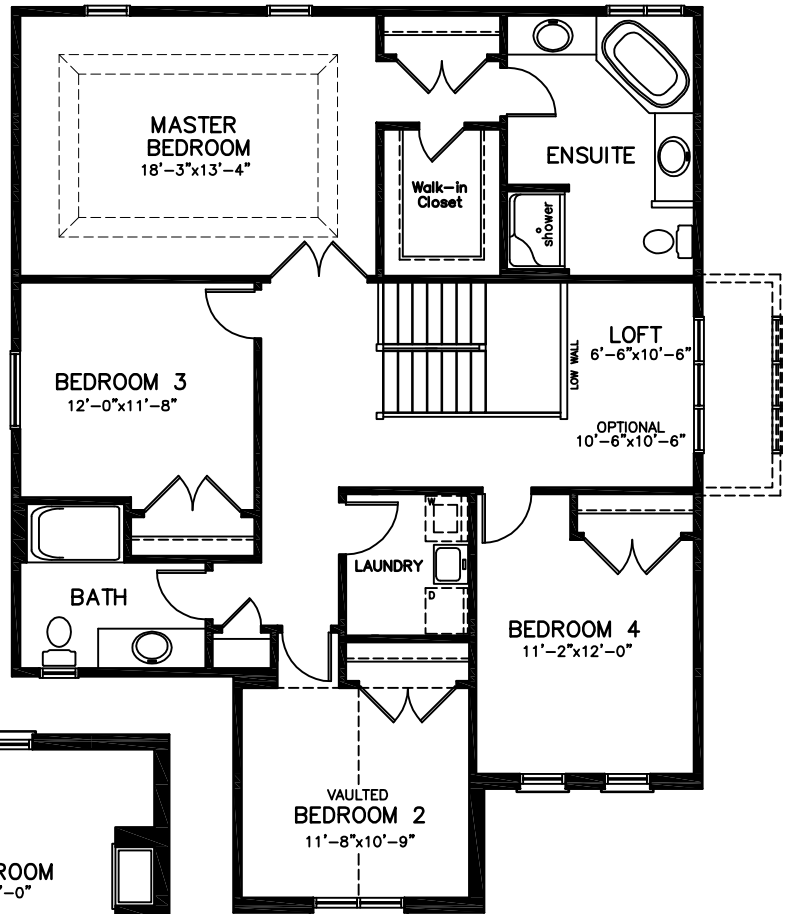 MASTER
BEDROOM
18'-3"x13'-4"
Walk-in
Closet
ENSUITE
shower
LOFT
6'-6"x10'-6"
LOW WALL
OPTIONAL
10'-6"x10'-6"
BEDROOM 3
12'-0"x11'-8"
W
LAUNDRY
D
BATH
BEDROOM 4
11'-2"x12'-0"
VAULTED
BEDROOM 2
11'-8"x10'-9"
ROOM
'-0"